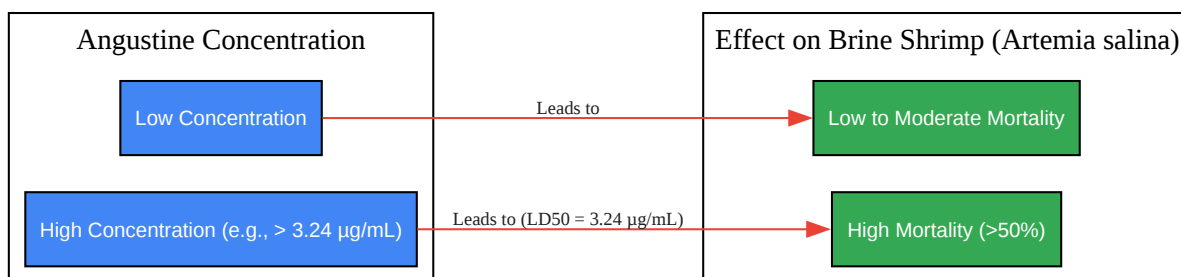 Angustine Concentration
Effect on Brine Shrimp (Artemia salina)
Low Concentration
Leads to
Low to Moderate Mortality
High Concentration (e.g., > 3.24 µg/mL)
Leads to (LD50 = 3.24 µg/mL)
High Mortality (>50%)